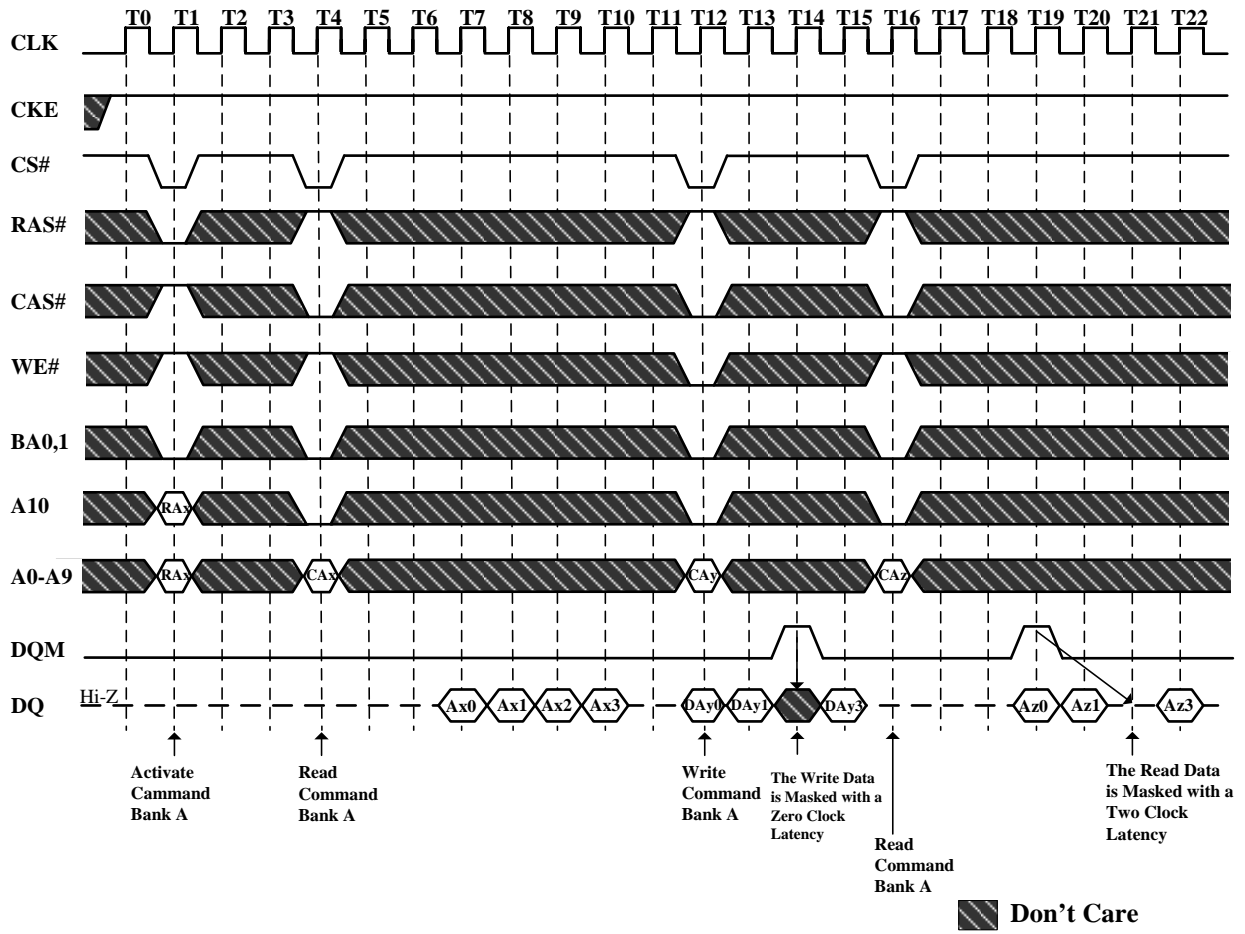 T0 T1 T2 T3 T4 T5 T6 T7 T8 T9 T10 T11 T12 T13 T14 T15 T16 T17 T18 T19 T20 T21 T22
CLK
CKE
CS#
RAS#
CAS#
WE#
BA0,1
A10 RAx
A0-A9 RAx CAx CAy CAz
DQM
DQ Hi-Z Ax0 Ax1 Ax2 Ax3 DAy0 DAy1 DAy3 Az0 Az1 Az3
Activate
Cammand
Bank A
Read
Command
Bank A
Write
Command
Bank A
The Write Data
is Masked with a
Zero Clock
Latency
Read
Command
Bank A
The Read Data
is Masked with a
Two Clock
Latency
Don't Care